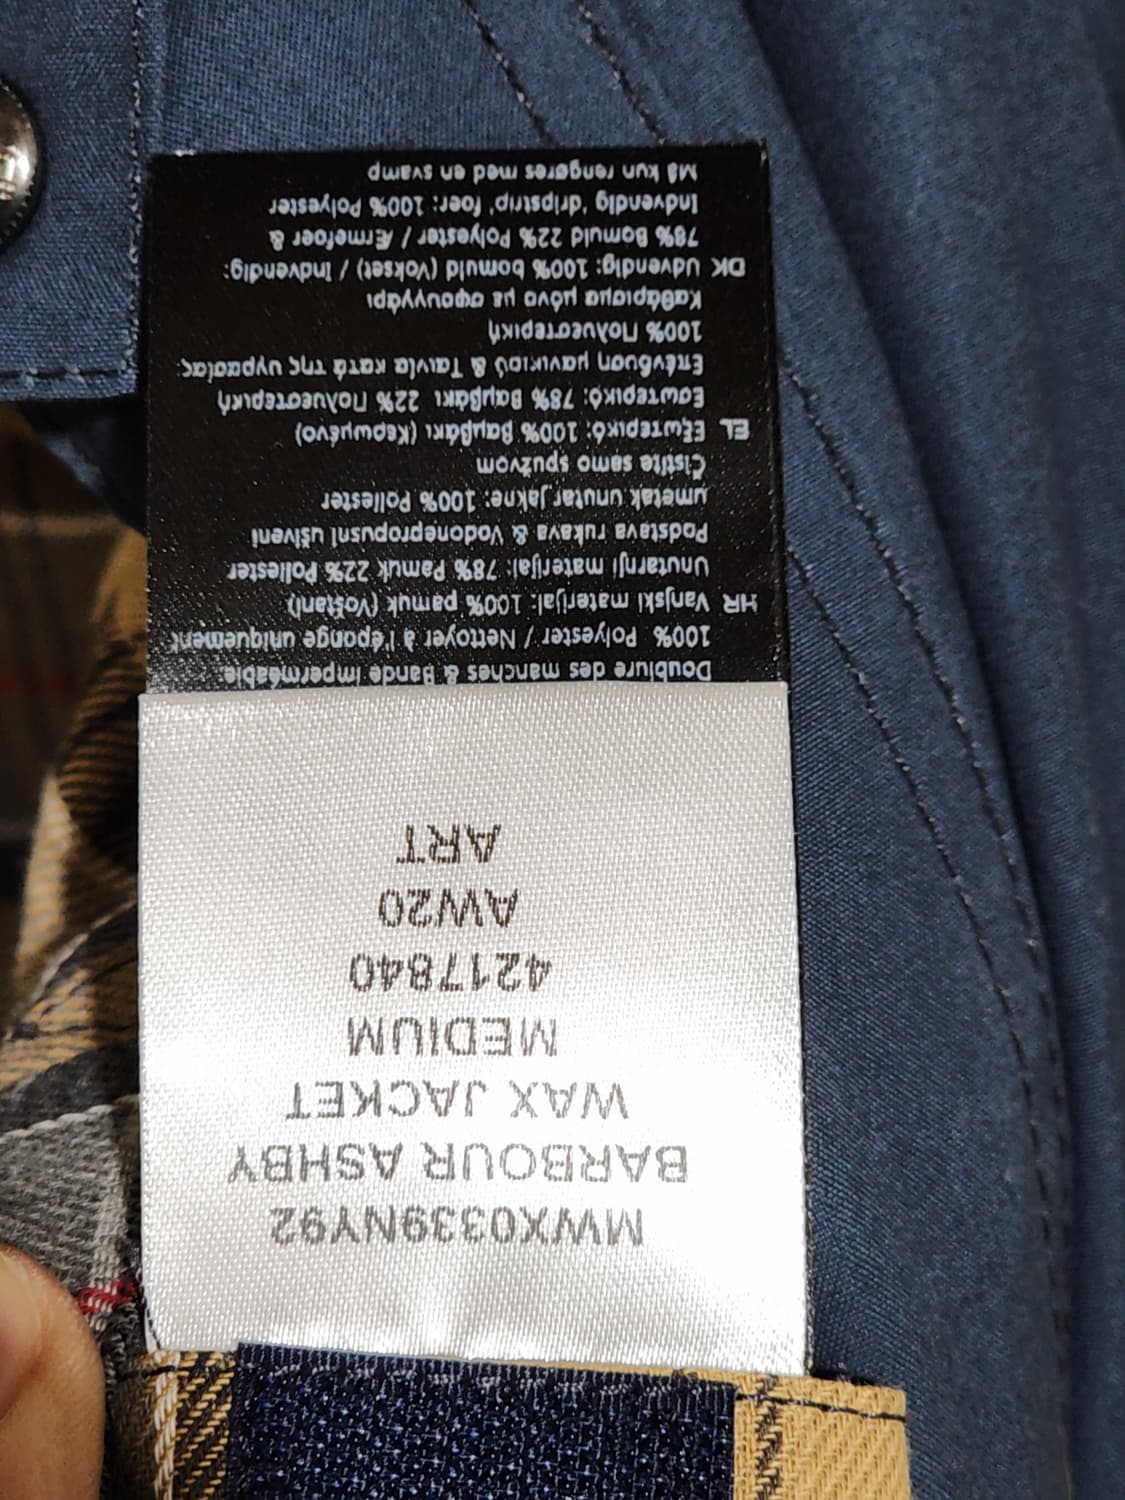 MWX0339NY92
BARBOUR ASHBY
WAX JACKET
MEDIUM
4217840
AW20
ART
Doublure des manches & Bande imperméable
100% Polyester / Nettoyer à l'épange uniquement
HR Vanjski materijal: 100% pamuk (Voštani)
Unutarnji materijal: 78% Pamuk 22% Poliester
Podstava rukava & Vodonepropusni ušiveni
umetak unutar jakne: 100% Poliester
Čistite samo spužvom
EL Εξωτερικό: 100% Βαμβάκι (Κερωμένο)
Εσωτερικό: 78% Βαμβάκι 22% Πολυεστερική
Επένδυση μανικιού & Ταινία κατά της υγρασίας
100% Πολυεστερική
Καθάρισμα μόνο με σφουγγάρι
DK Udvendig: 100% bomuld (Vokset) / Indvendig:
78% Bomuld 22% Polyester / Ærmefoer &
Indvendig 'dripstrip' foer: 100% Polyester
Må kun rengøres med en svamp